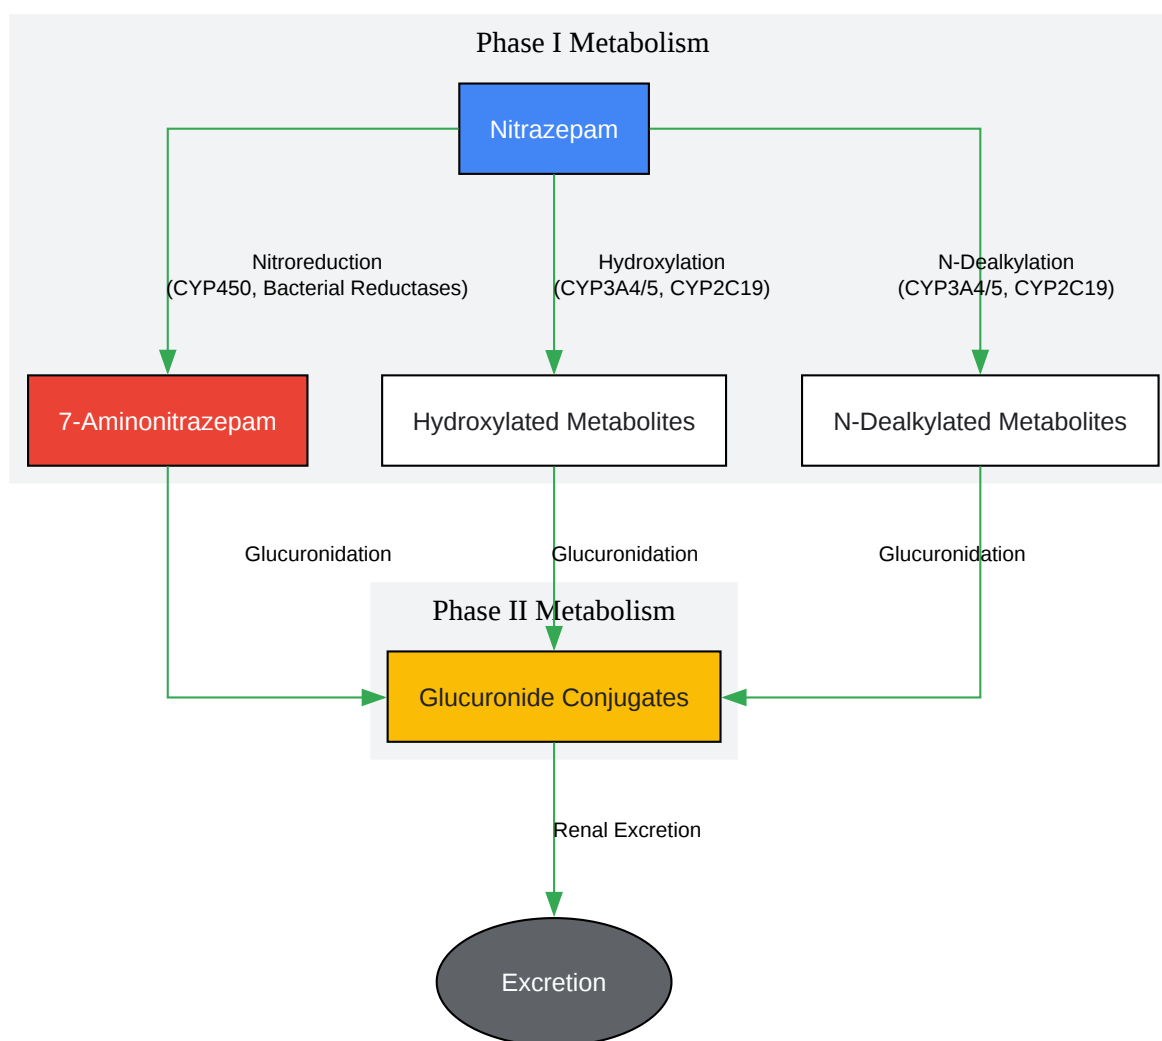 Phase I Metabolism
Nitrazepam
Nitroreduction
(CYP450, Bacterial Reductases)
Hydroxylation
(CYP3A4/5, CYP2C19)
N-Dealkylation
(CYP3A4/5, CYP2C19)
7-Aminonitrazepam
Hydroxylated Metabolites
N-Dealkylated Metabolites
Glucuronidation
Glucuronidation
Glucuronidation
Phase II Metabolism
Glucuronide Conjugates
Renal Excretion
Excretion